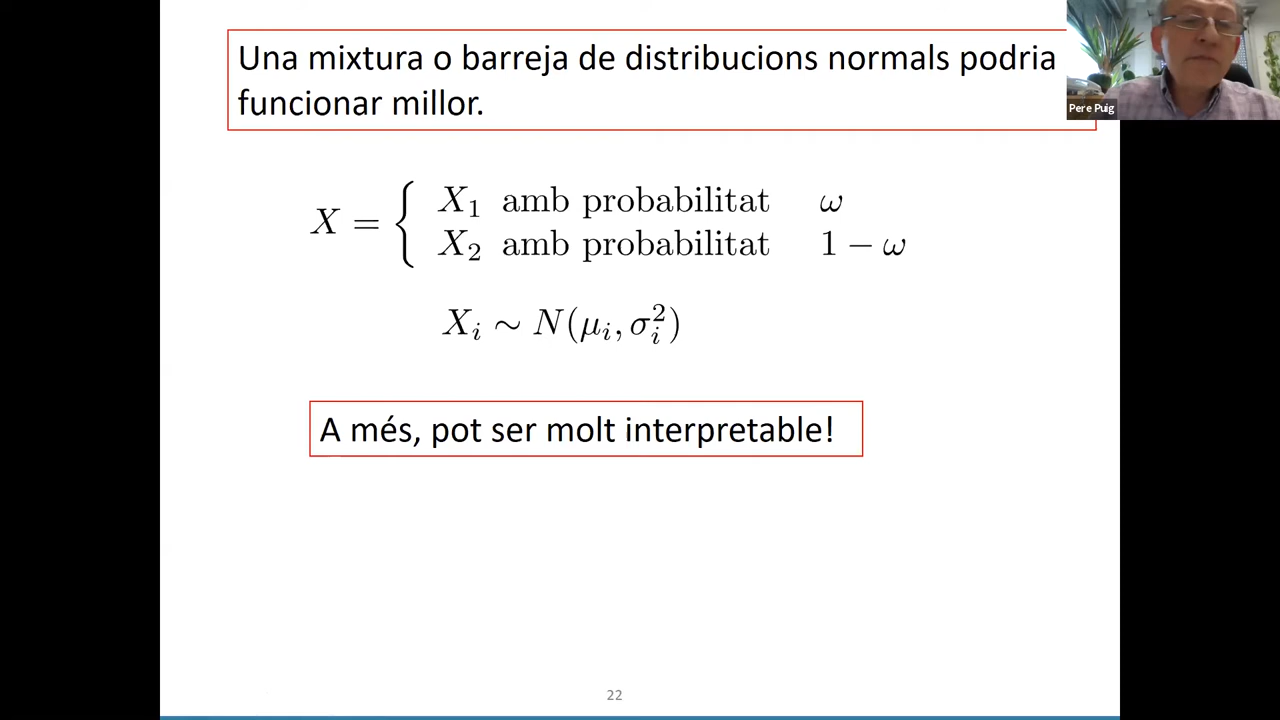 Una mixtura o barreja de distribucions normals podria
funcionar millor.
Pere Puig
X = { X₁ amb probabilitat ω
X₂ amb probabilitat 1 − ω
Xᵢ ∼ N(μᵢ, σᵢ²)
A més, pot ser molt interpretable!
22